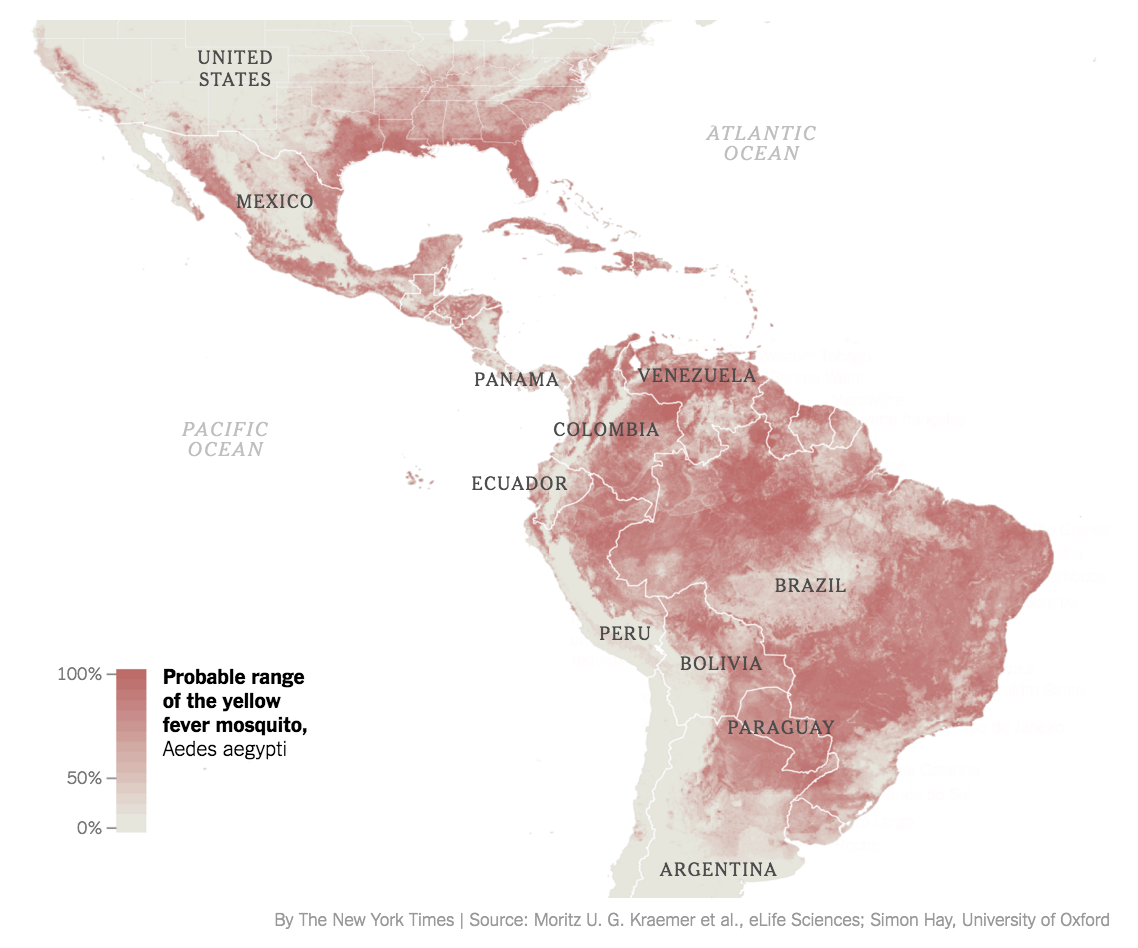 UNITED
STATES
ATLANTIC
OCEAN
MEXICO
PANAMA
VENEZUELA
PACIFIC
OCEAN
COLOMBIA
ECUADOR
BRAZIL
PERU
BOLIVIA
PARAGUAY
ARGENTINA
100%
50%
0%
Probable range
of the yellow
fever mosquito,
Aedes aegypti
By The New York Times | Source: Moritz U. G. Kraemer et al., eLife Sciences; Simon Hay, University of Oxford